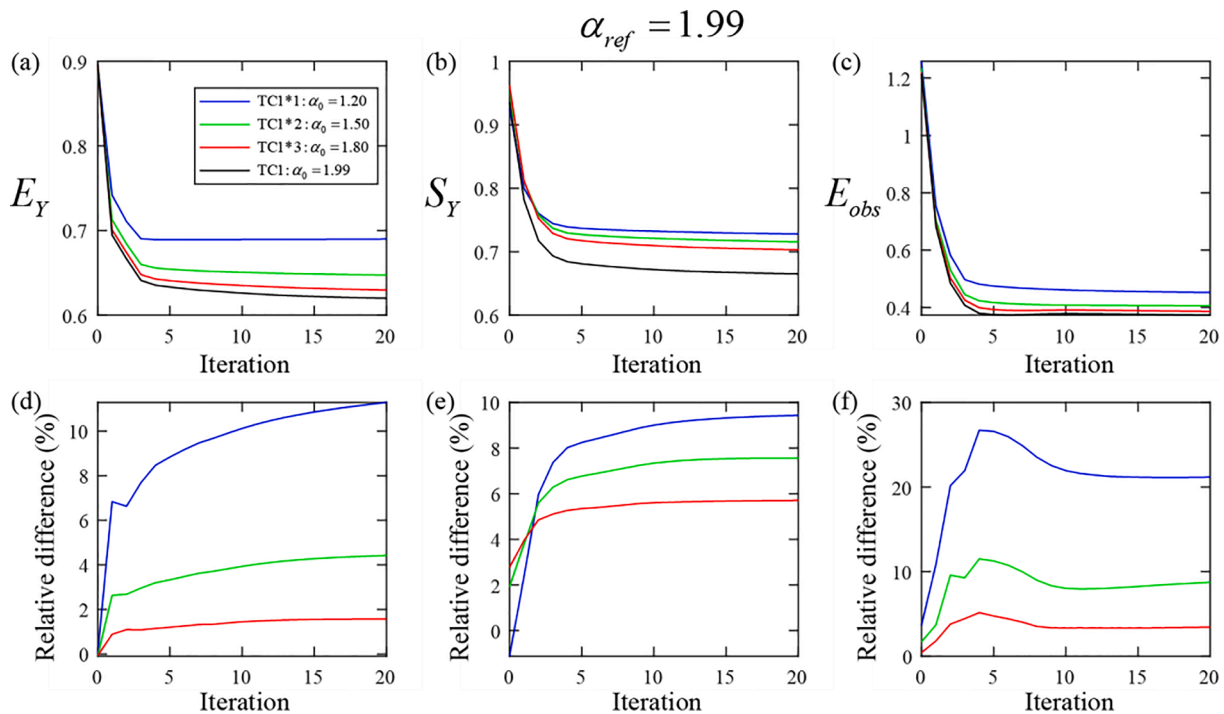 α_ref = 1.99
(a)
0.9
0.8
0.7
0.6
E_Y
TC1*1: α_0 = 1.20
TC1*2: α_0 = 1.50
TC1*3: α_0 = 1.80
TC1: α_0 = 1.99
0 5 10 15 20
Iteration
(b)
1
0.9
0.8
0.7
0.6
S_Y
0 5 10 15 20
Iteration
(c)
1.2
1
0.8
0.6
0.4
E_obs
0 5 10 15 20
Iteration
(d)
10
8
6
4
2
0
Relative difference (%)
0 5 10 15 20
Iteration
(e)
10
8
6
4
2
0
Relative difference (%)
0 5 10 15 20
Iteration
(f)
30
20
10
0
Relative difference (%)
0 5 10 15 20
Iteration